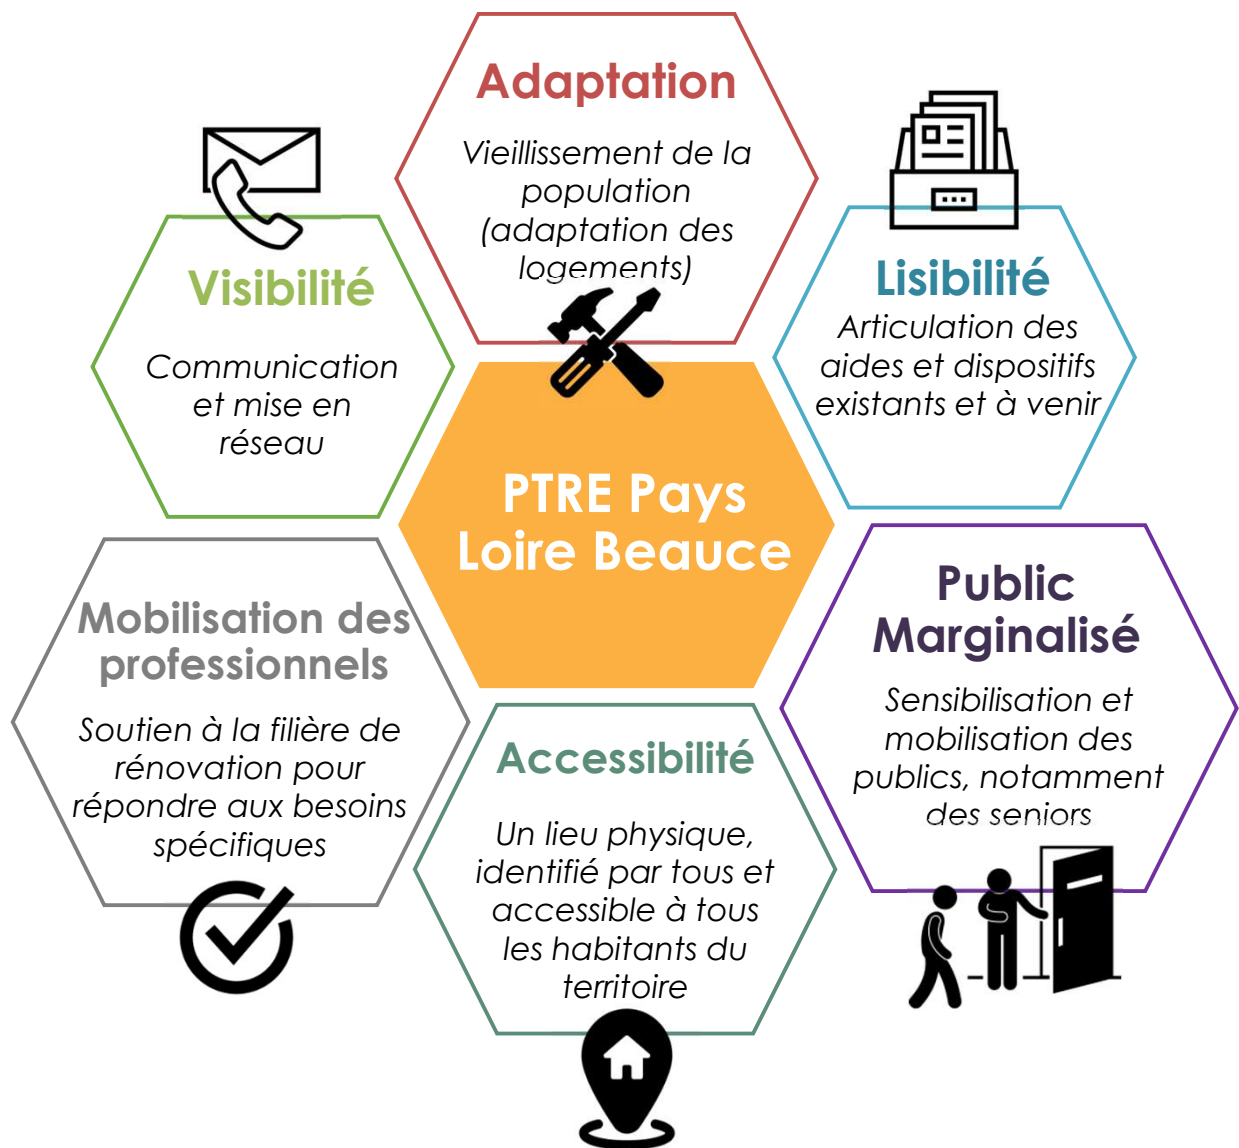 Adaptation
Vieillissement de la
population
(adaptation des
logements)
Visibilité
Communication
et mise en
réseau
Lisibilité
Articulation des
aides et dispositifs
existants et à venir
PTRE Pays
Loire Beauce
Mobilisation des
professionnels
Soutien à la filière de
rénovation pour
répondre aux besoins
spécifiques
Public
Marginalisé
Sensibilisation et
mobilisation des
publics, notamment
des seniors
Accessibilité
Un lieu physique,
identifié par tous et
accessible à tous
les habitants du
territoire